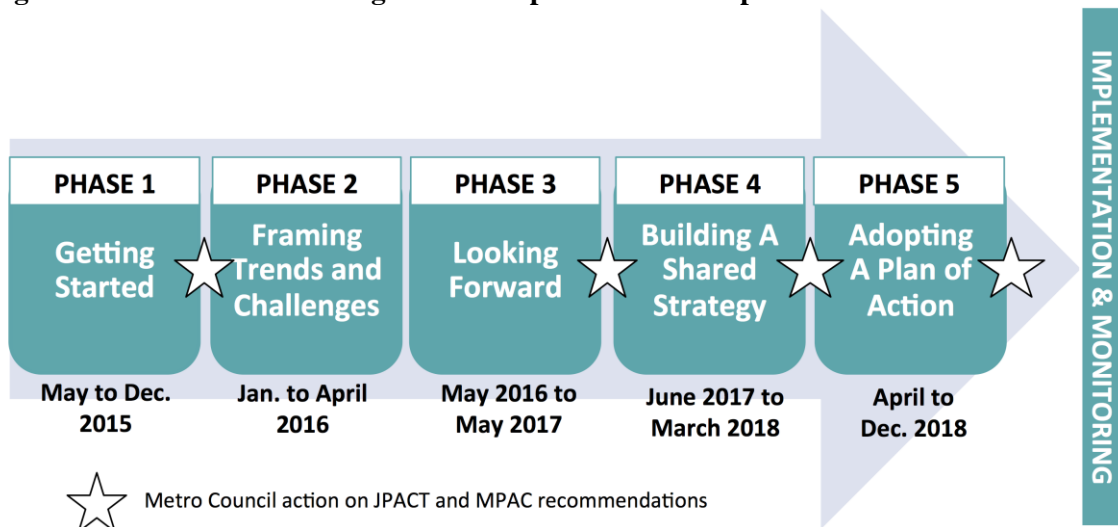 PHASE 1
Getting
Started
May to Dec.
2015
PHASE 2
Framing
Trends and
Challenges
Jan. to April
2016
PHASE 3
Looking
Forward
May 2016 to
May 2017
PHASE 4
Building A
Shared
Strategy
June 2017 to
March 2018
PHASE 5
Adopting
A Plan of
Action
April to
Dec. 2018
IMPLEMENTATION & MONITORING
Metro Council action on JPACT and MPAC recommendations